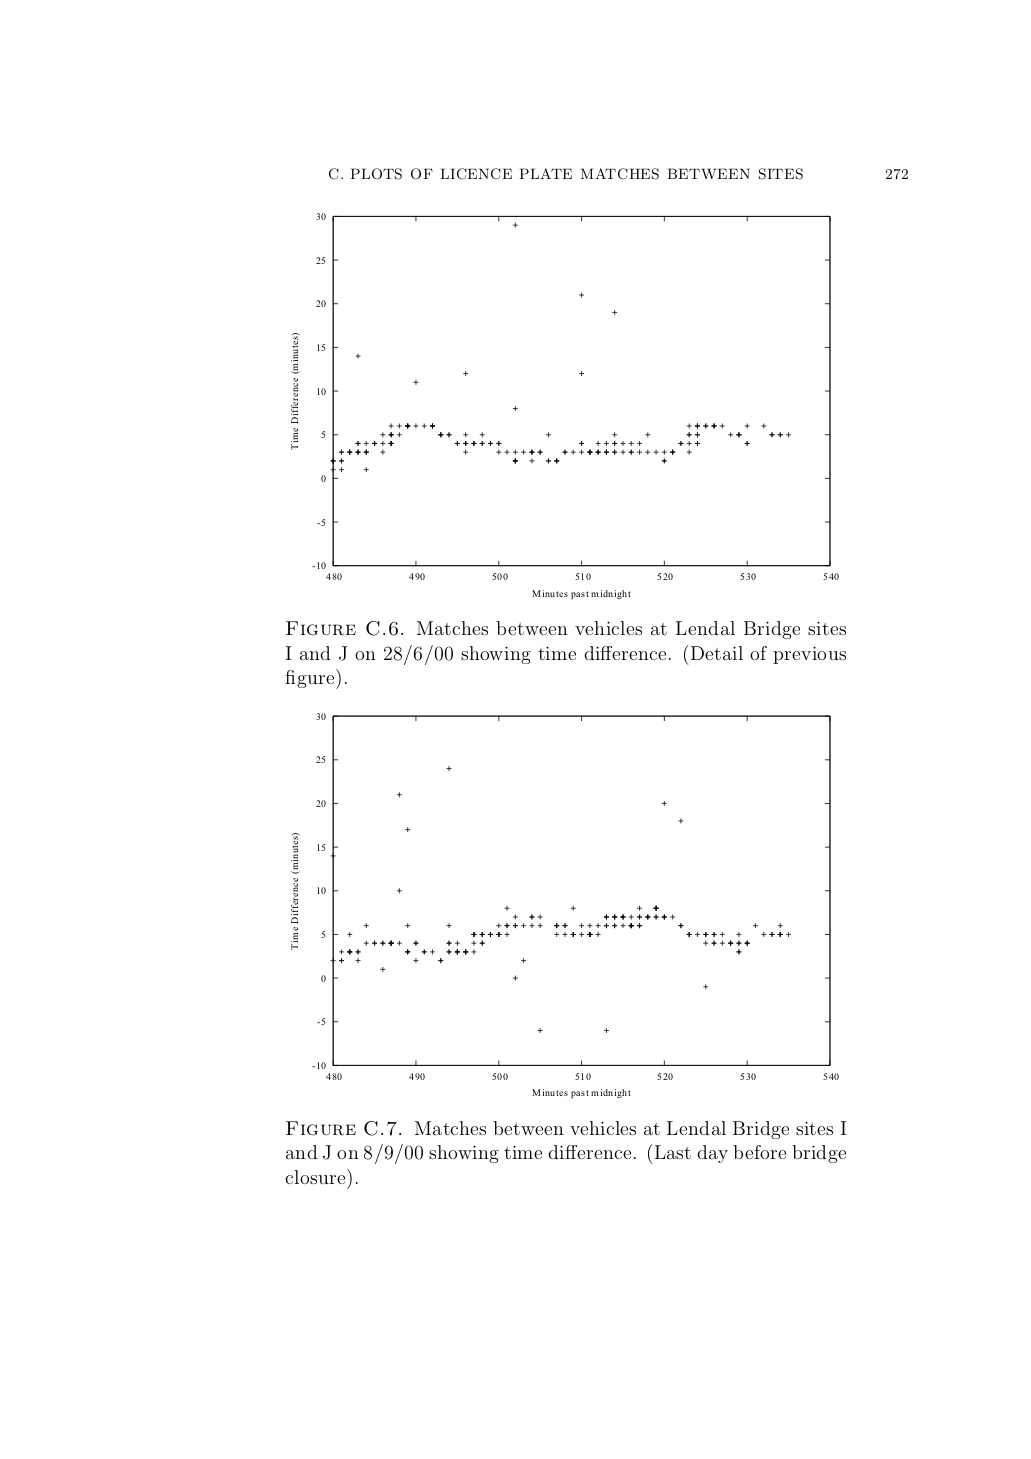 C. PLOTS OF LICENCE PLATE MATCHES BETWEEN SITES 272
30
25
20
15
10
5
0
-5
-10
Time Difference (minutes)
480 490 500 510 520 530 540
Minutes past midnight
FIGURE C.6. Matches between vehicles at Lendal Bridge sites
I and J on 28/6/00 showing time difference. (Detail of previous
figure).
30
25
20
15
10
5
0
-5
-10
Time Difference (minutes)
480 490 500 510 520 530 540
Minutes past midnight
FIGURE C.7. Matches between vehicles at Lendal Bridge sites I
and J on 8/9/00 showing time difference. (Last day before bridge
closure).